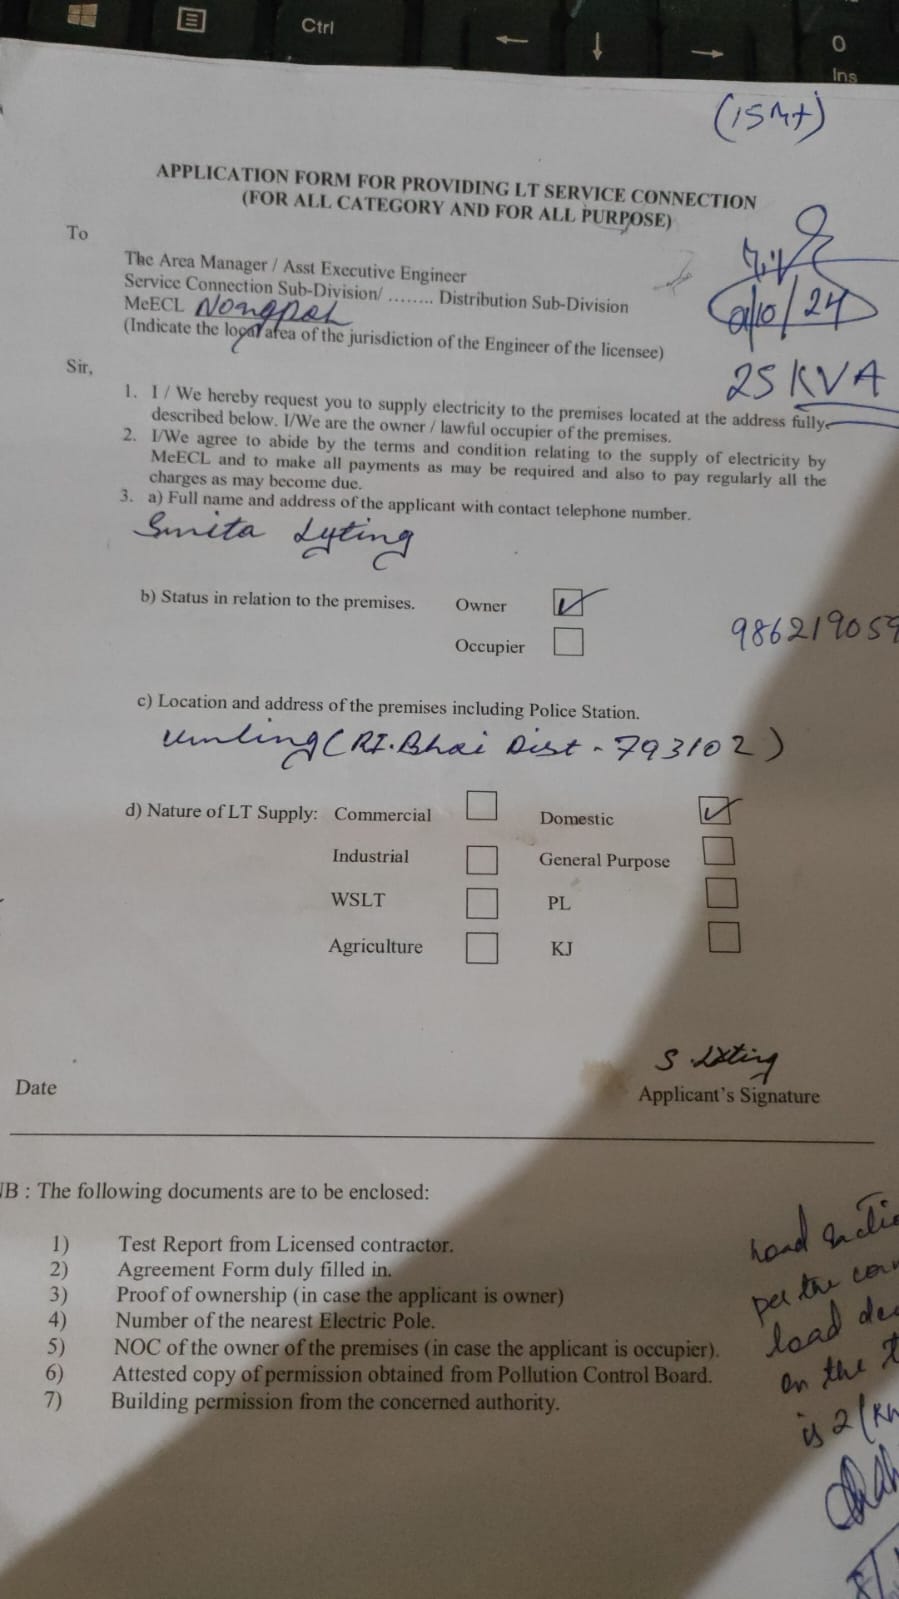 Ctrl
← ↓ → 0
Ins
(15 Mt)
APPLICATION FORM FOR PROVIDING LT SERVICE CONNECTION
(FOR ALL CATEGORY AND FOR ALL PURPOSE)
To
The Area Manager / Asst Executive Engineer
Service Connection Sub-Division/ ........ Distribution Sub-Division
MeECL Nongpoh
(Indicate the local area of the jurisdiction of the Engineer of the licensee)
/10/24
25 KVA
Sir,
1. I / We hereby request you to supply electricity to the premises located at the address fully
described below. I/We are the owner / lawful occupier of the premises.
2. I/We agree to abide by the terms and condition relating to the supply of electricity by
MeECL and to make all payments as may be required and also to pay regularly all the
charges as may become due.
3. a) Full name and address of the applicant with contact telephone number.
Smita Lyting
b) Status in relation to the premises. Owner ✓
Occupier
986219059
c) Location and address of the premises including Police Station.
Umling (RI-Bhoi Dist - 793102)
d) Nature of LT Supply: Commercial Domestic ✓
Industrial General Purpose
WSLT PL
Agriculture KJ
S Lyting
Date Applicant's Signature
NB : The following documents are to be enclosed:
1) Test Report from Licensed contractor.
2) Agreement Form duly filled in.
3) Proof of ownership (in case the applicant is owner)
4) Number of the nearest Electric Pole.
5) NOC of the owner of the premises (in case the applicant is occupier).
6) Attested copy of permission obtained from Pollution Control Board.
7) Building permission from the concerned authority.
per the
load
on the
is 2